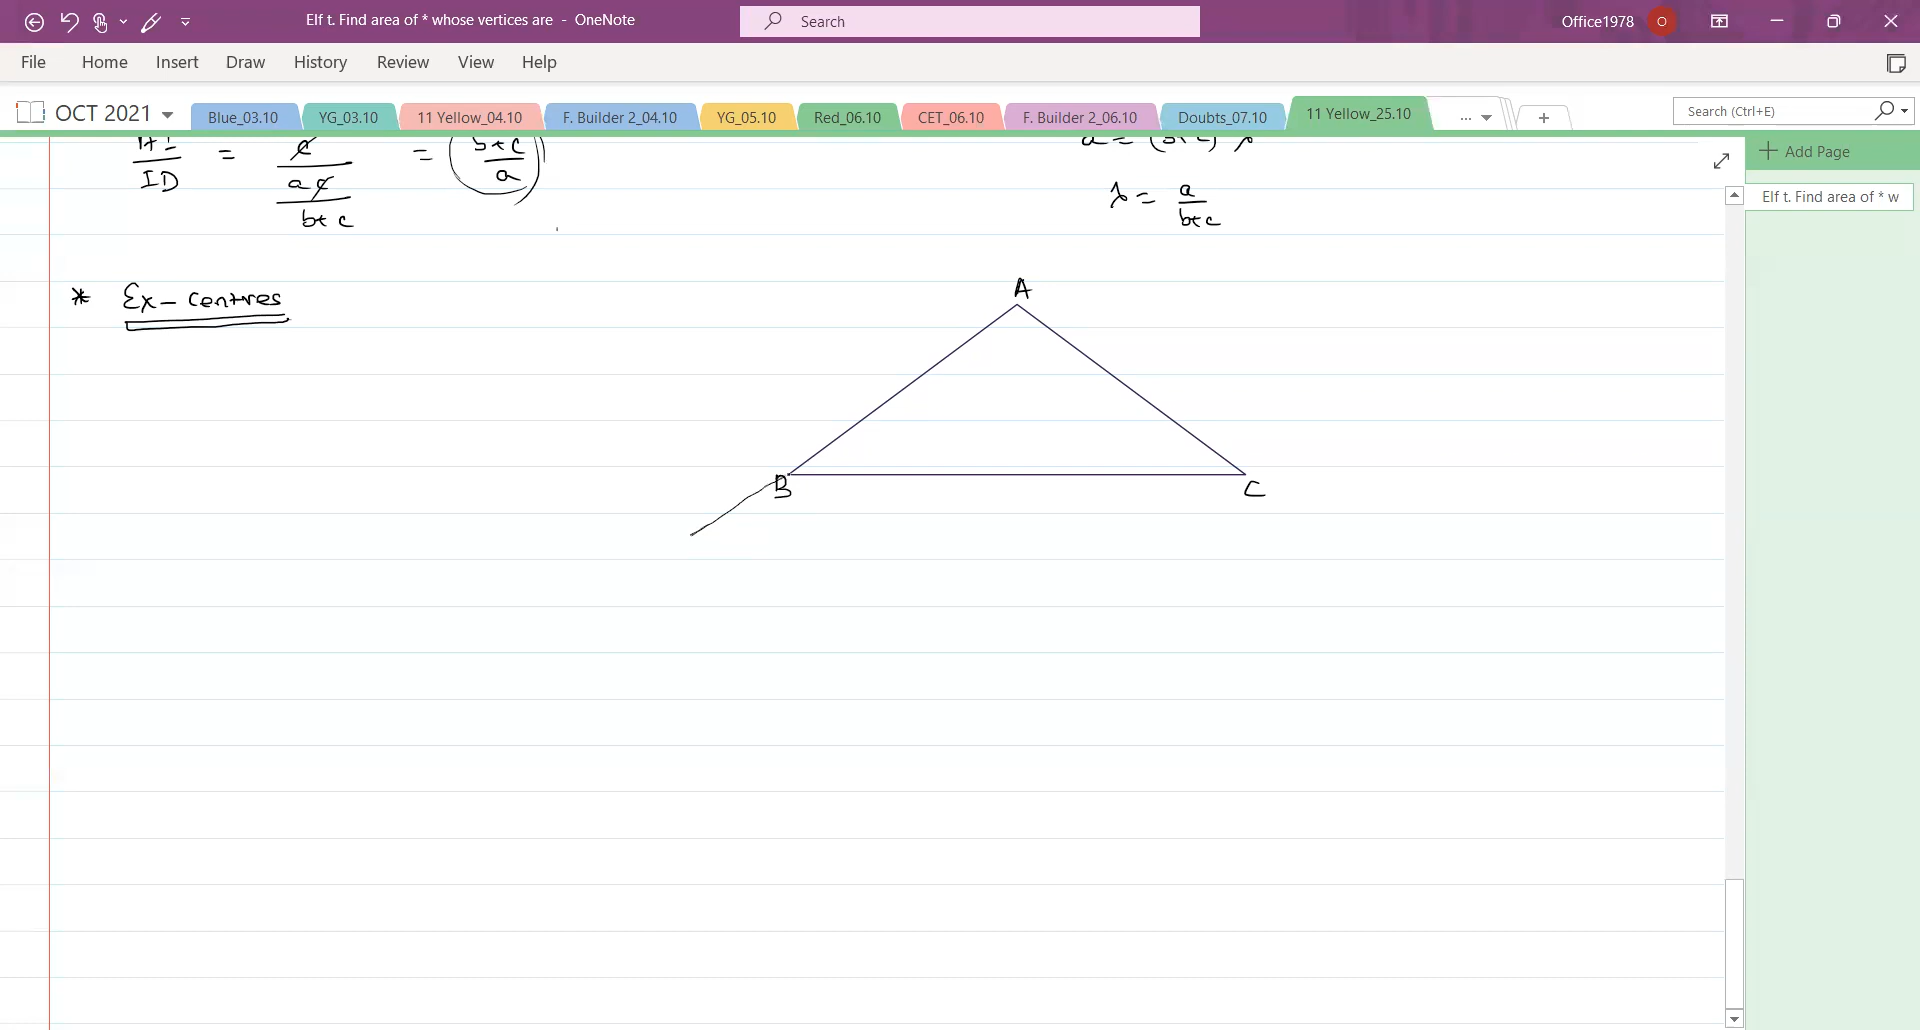 Elf t. Find area of * whose vertices are - OneNote
Search
Office1978
O
File Home Insert Draw History Review View Help
OCT 2021
Blue_03.10
YG_03.10
11 Yellow_04.10
F. Builder 2_04.10
YG_05.10
Red_06.10
CET_06.10
F. Builder 2_06.10
Doubts_07.10
11 Yellow_25.10
...
+
Search (Ctrl+E)
+ Add Page
Elf t. Find area of * w
AI / ID = c / (ac / b+c) = (b+c / a)
λ = a / b+c
* Ex-centres
A
B
C